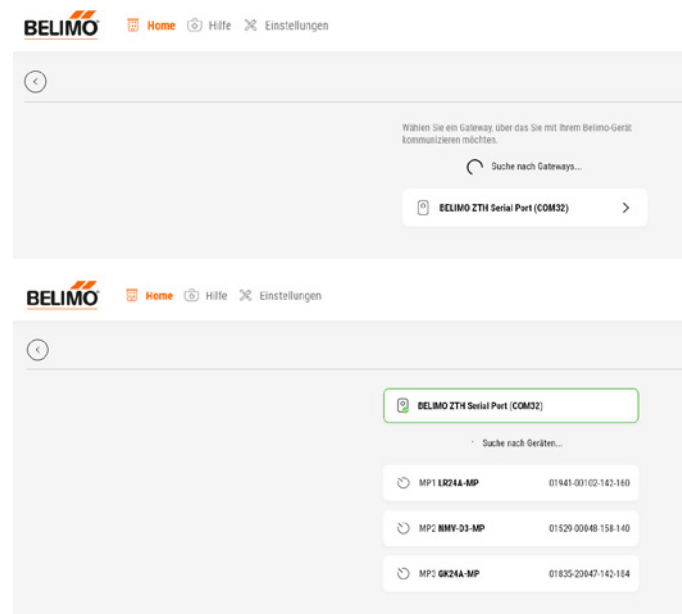 BELIMO Home Hilfe Einstellungen
Wählen Sie ein Gateway, über das Sie mit Ihrem Belimo-Gerät
kommunizieren möchten.
Suche nach Gateways...
BELIMO ZTH Serial Port (COM32)
BELIMO Home Hilfe Einstellungen
BELIMO ZTH Serial Port (COM32)
Suche nach Geräten...
MP1 LR24A-MP 01941-00102-142-160
MP2 NMV-D3-MP 01529-00048-158-140
MP3 GK24A-MP 01835-20047-142-184